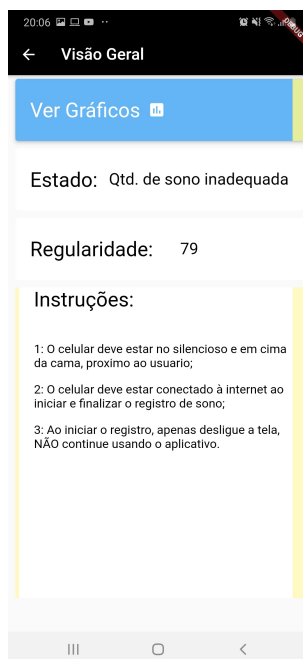 20:06
DEBUG
Visão Geral
Ver Gráficos
Estado: Qtd. de sono inadequada
Regularidade: 79
Instruções:
1: O celular deve estar no silencioso e em cima
da cama, proximo ao usuario;
2: O celular deve estar conectado à internet ao
iniciar e finalizar o registro de sono;
3: Ao iniciar o registro, apenas desligue a tela,
NÃO continue usando o aplicativo.